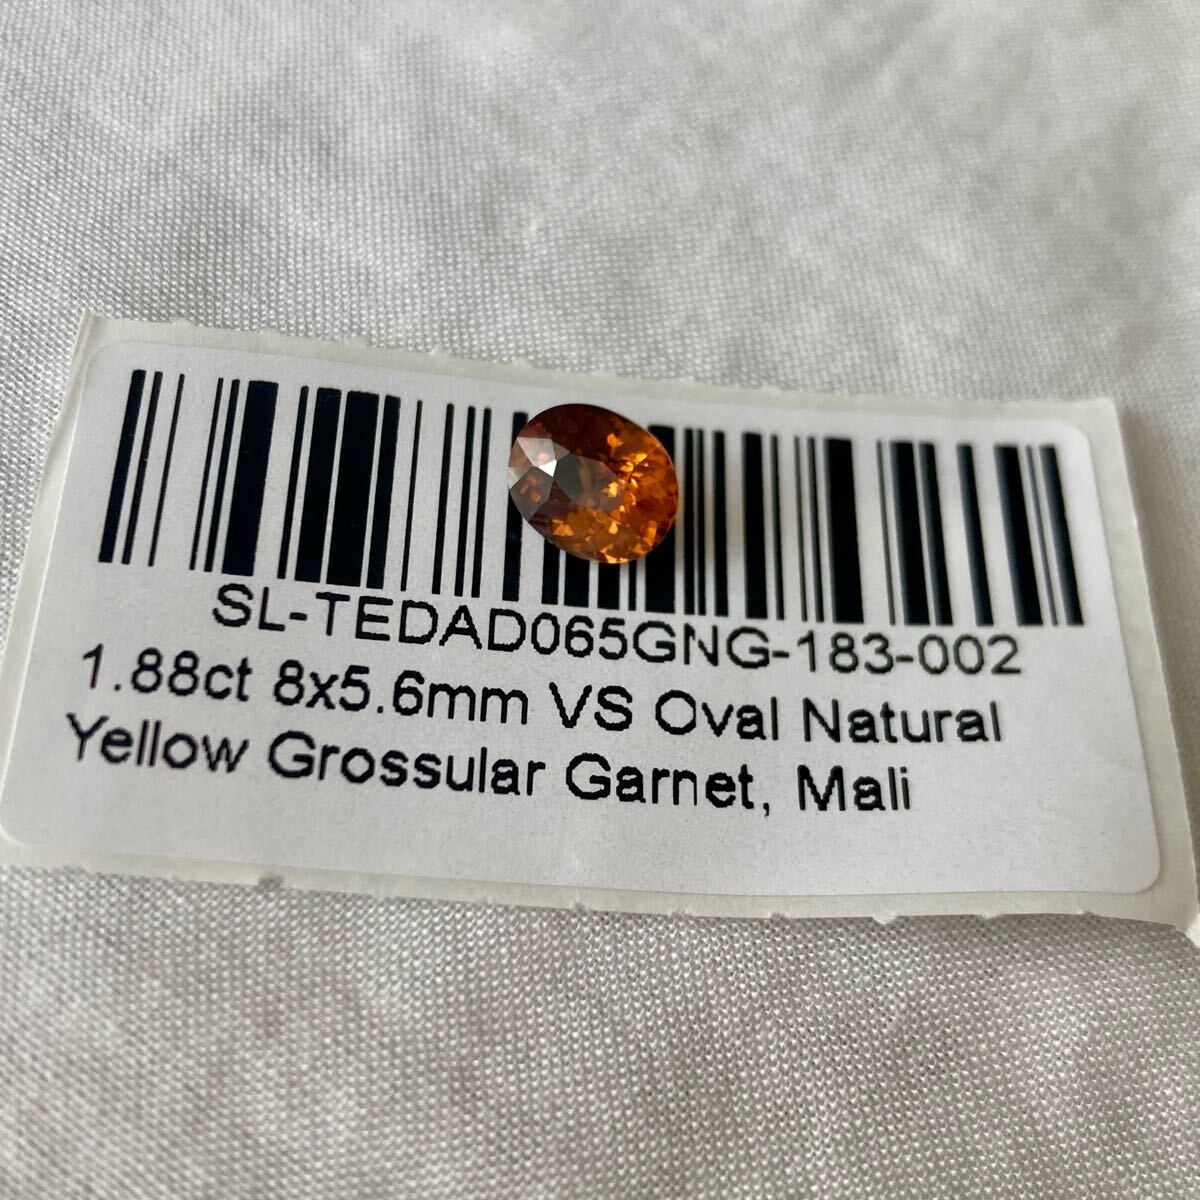 SL-TEDAD065GNG-183-002
1.88ct 8x5.6mm VS Oval Natural
Yellow Grossular Garnet, Mali